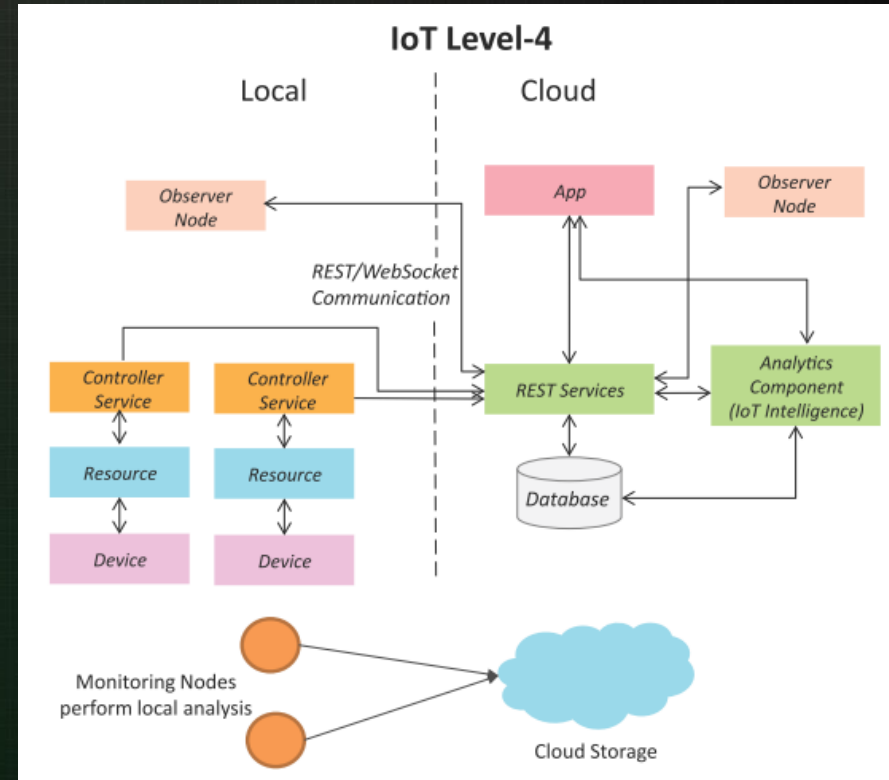 IoT Level-4
Local
Cloud
Observer
Node
App
Observer
Node
REST/WebSocket
Communication
Controller
Service
Controller
Service
REST Services
Analytics
Component
(IoT Intelligence)
Resource
Resource
Database
Device
Device
Monitoring Nodes
perform local analysis
Cloud Storage